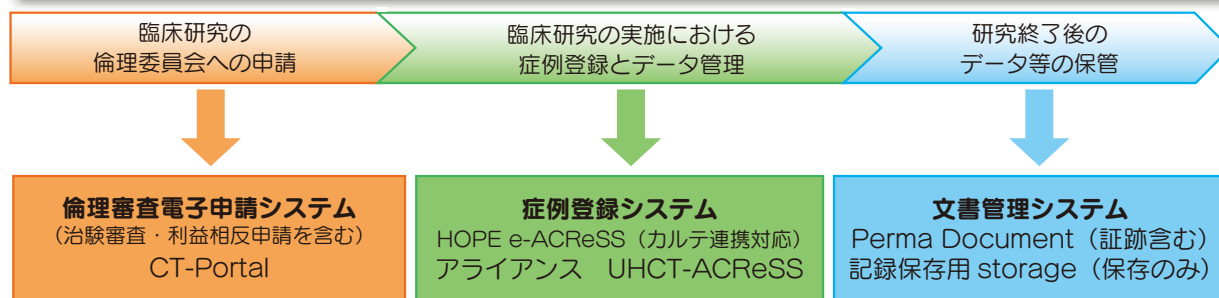 臨床研究の
倫理委員会への申請
臨床研究の実施における
症例登録とデータ管理
研究終了後の
データ等の保管
倫理審査電子申請システム
（治験審査・利益相反申請を含む）
CT-Portal
症例登録システム
HOPE e-ACReSS（カルテ連携対応）
アライアンス　UHCT-ACReSS
文書管理システム
Perma Document（証跡含む）
記録保存用 storage（保存のみ）